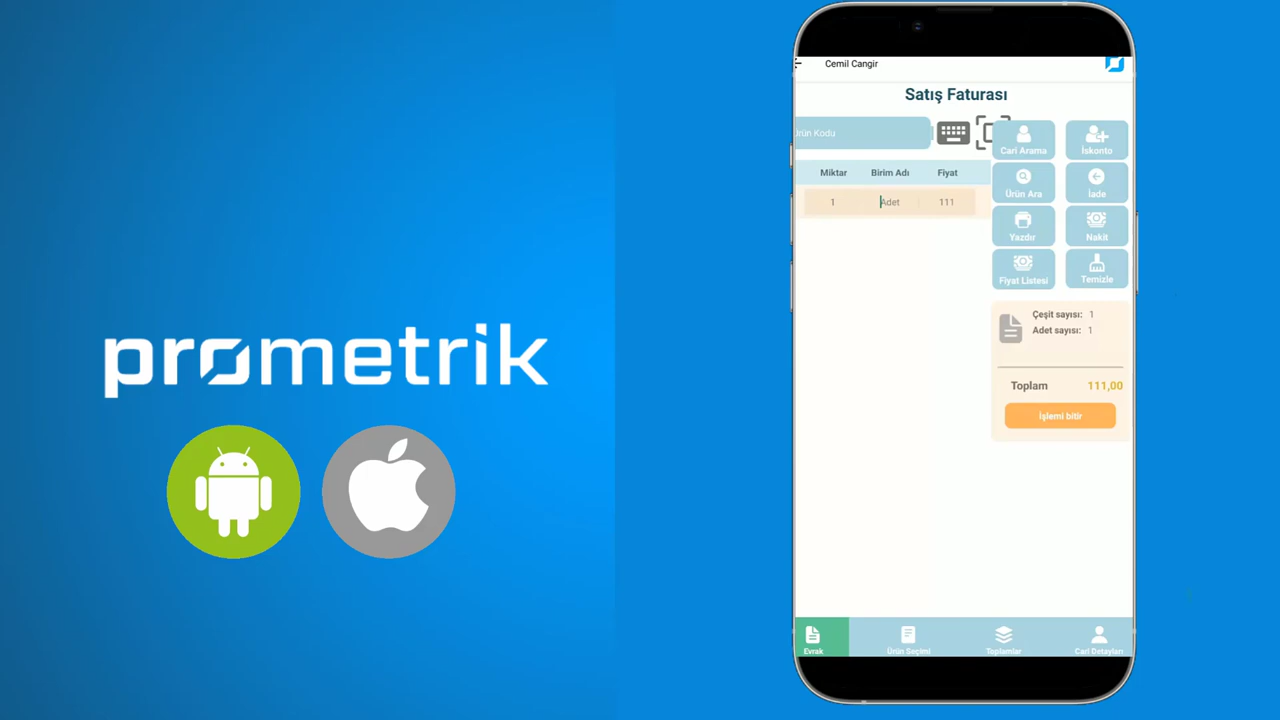 prometrik
Cemil Cangir
Satış Faturası
Ürün Kodu
Miktar Birim Adı Fiyat
1 Adet 111
Cari Arama İskonto
Ürün Ara İade
Yazdır Nakit
Fiyat Listesi Temizle
Çeşit sayısı: 1
Adet sayısı: 1
Toplam 111,00
İşlemi bitir
Evrak Ürün Seçimi Toplamlar Cari Detayları